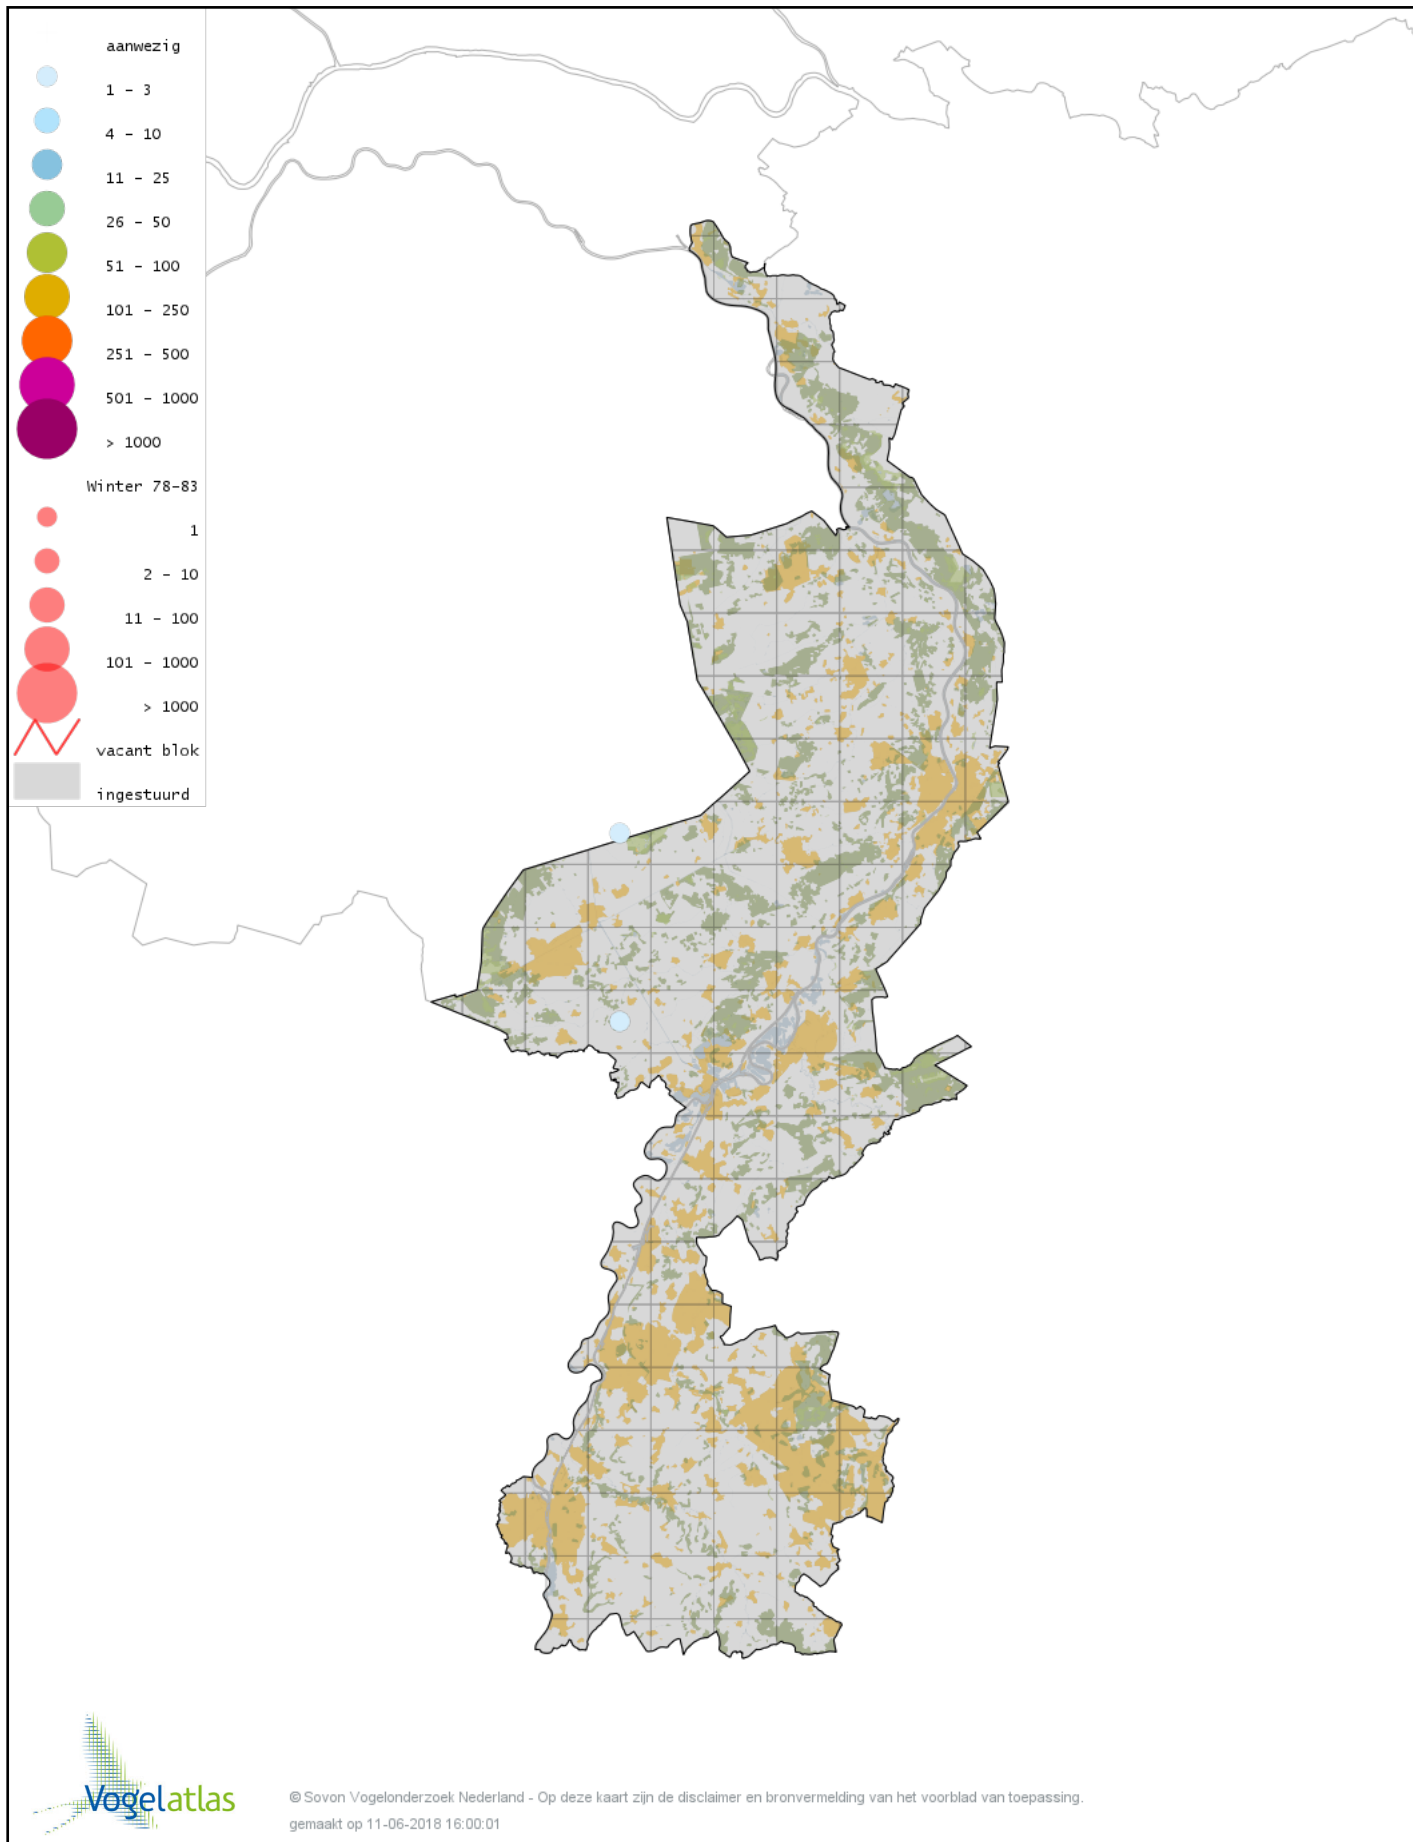 aanwezig
1 - 3
4 - 10
11 - 25
26 - 50
51 - 100
101 - 250
251 - 500
501 - 1000
> 1000
Winter 78-83
1
2 - 10
11 - 100
101 - 1000
> 1000
vacant blok
ingestuurd
Vogelatlas
© Sovon Vogelonderzoek Nederland - Op deze kaart zijn de disclaimer en bronvermelding van het voorblad van toepassing.
gemaakt op 11-06-2018 16:00:01